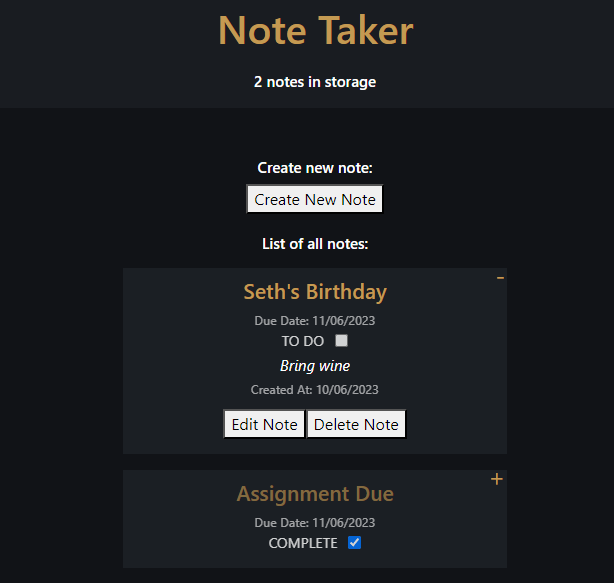 Note Taker
2 notes in storage
Create new note:
Create New Note
List of all notes:
-
Seth's Birthday
Due Date: 11/06/2023
TO DO
Bring wine
Created At: 10/06/2023
Edit Note Delete Note
+
Assignment Due
Due Date: 11/06/2023
COMPLETE